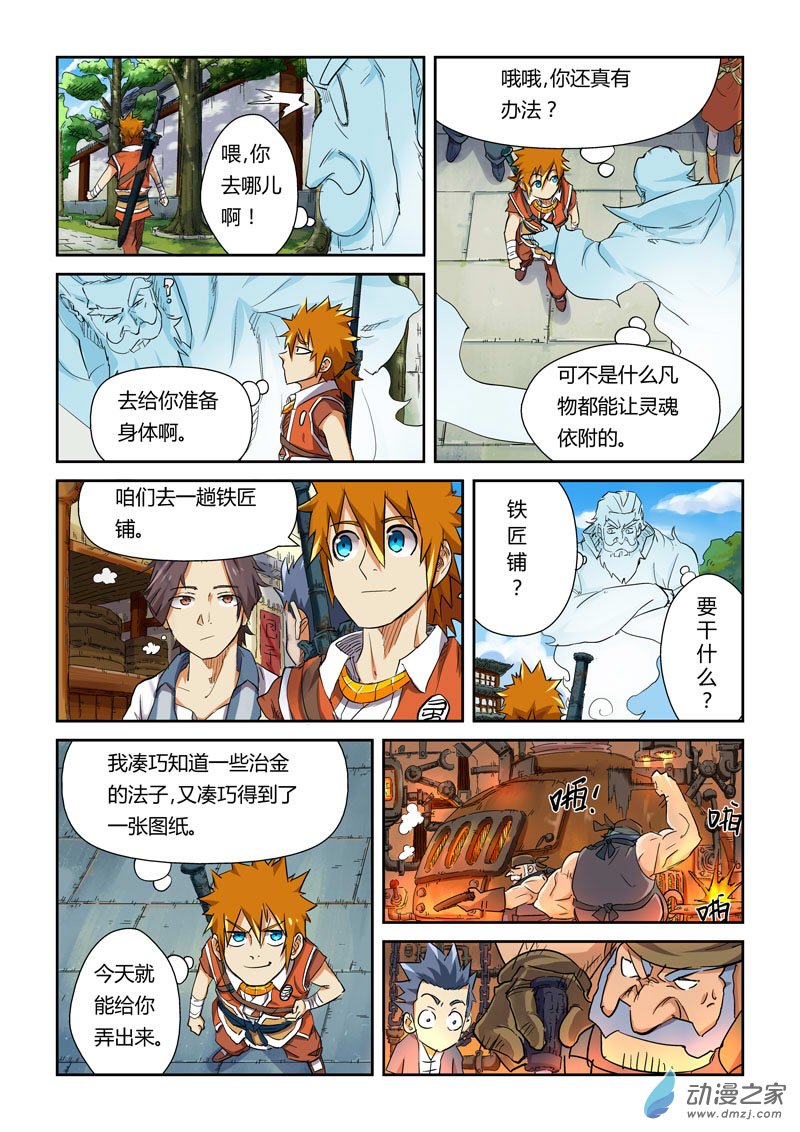 喂,你
去哪儿
啊！
哦哦,你还真有
办法？
去给你准备
身体啊。
可不是什么凡
物都能让灵魂
依附的。
咱们去一趟铁匠
铺。
铁匠铺？
要干什么？
我凑巧知道一些治金
的法子,又凑巧得到了
一张图纸。
今天就
能给你
弄出来。
啪!
啪
啪
动漫之家
www.dmzj.com